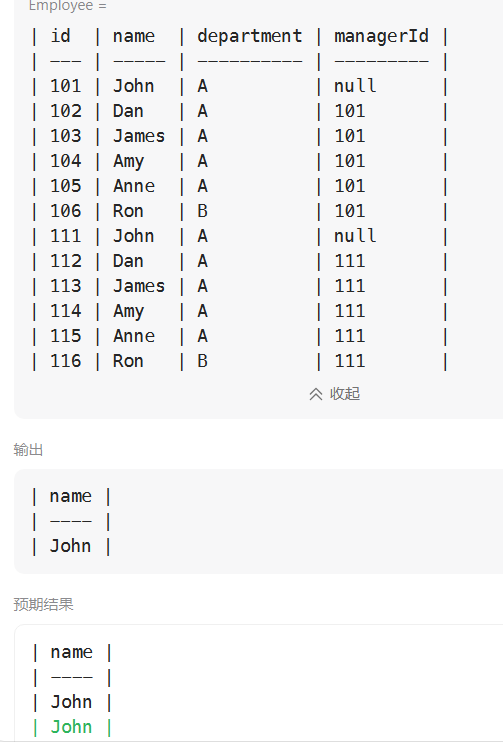 Employee =
| id  | name  | department | managerId |
| --- | ----- | ---------- | --------- |
| 101 | John  | A          | null      |
| 102 | Dan   | A          | 101       |
| 103 | James | A          | 101       |
| 104 | Amy   | A          | 101       |
| 105 | Anne  | A          | 101       |
| 106 | Ron   | B          | 101       |
| 111 | John  | A          | null      |
| 112 | Dan   | A          | 111       |
| 113 | James | A          | 111       |
| 114 | Amy   | A          | 111       |
| 115 | Anne  | A          | 111       |
| 116 | Ron   | B          | 111       |
收起
输出
| name |
| ---- |
| John |
预期结果
| name |
| ---- |
| John |
| John |